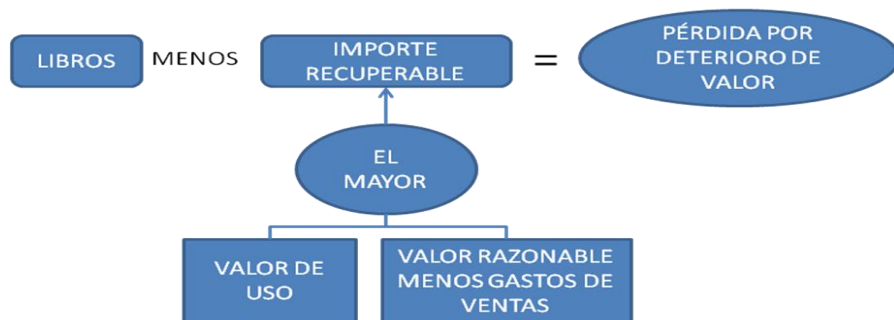 LIBROS
MENOS
IMPORTE
RECUPERABLE
=
PÉRDIDA POR
DETERIORO DE
VALOR
EL
MAYOR
VALOR DE
USO
VALOR RAZONABLE
MENOS GASTOS DE
VENTAS